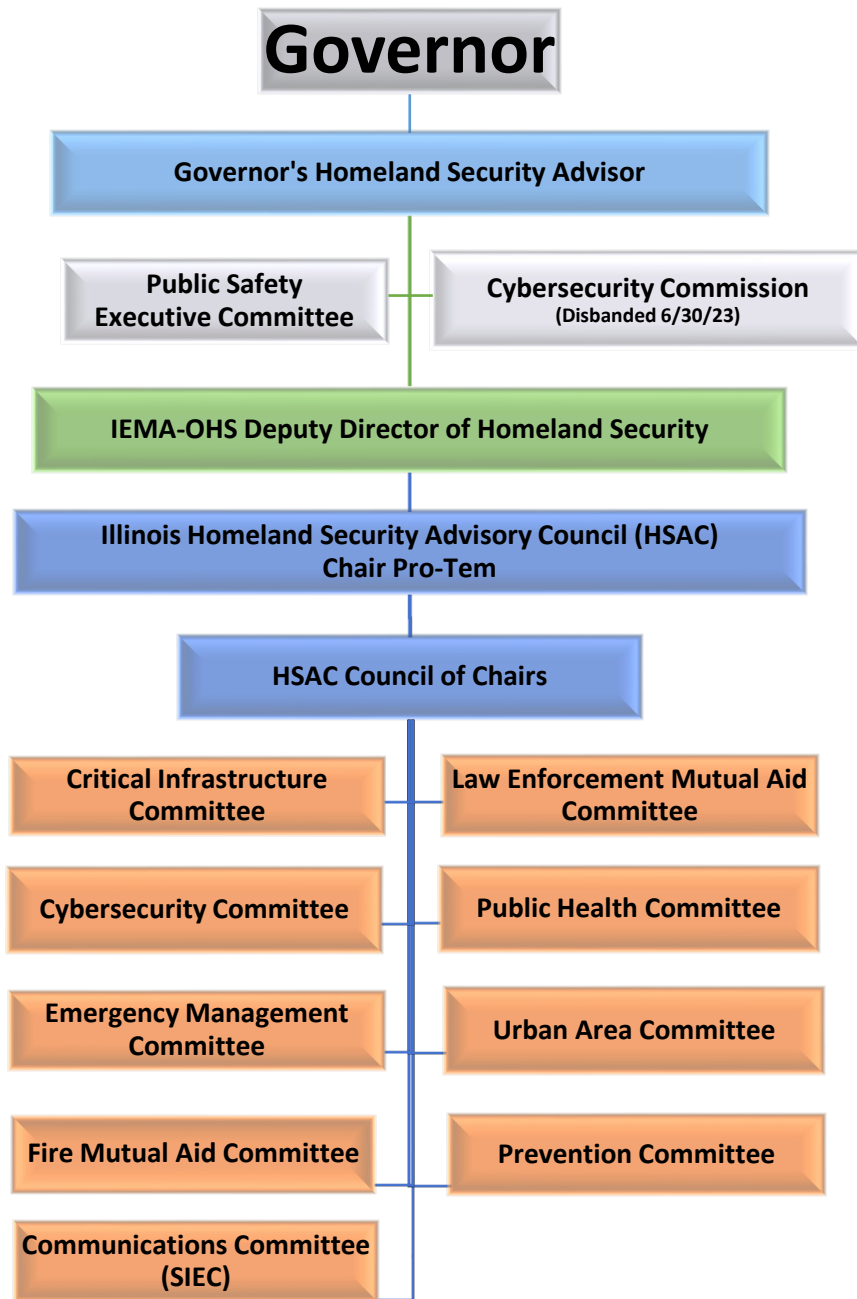 Governor
Governor's Homeland Security Advisor
Public Safety
Executive Committee
Cybersecurity Commission
(Disbanded 6/30/23)
IEMA-OHS Deputy Director of Homeland Security
Illinois Homeland Security Advisory Council (HSAC)
Chair Pro-Tem
HSAC Council of Chairs
Critical Infrastructure
Committee
Law Enforcement Mutual Aid
Committee
Cybersecurity Committee
Public Health Committee
Emergency Management
Committee
Urban Area Committee
Fire Mutual Aid Committee
Prevention Committee
Communications Committee
(SIEC)